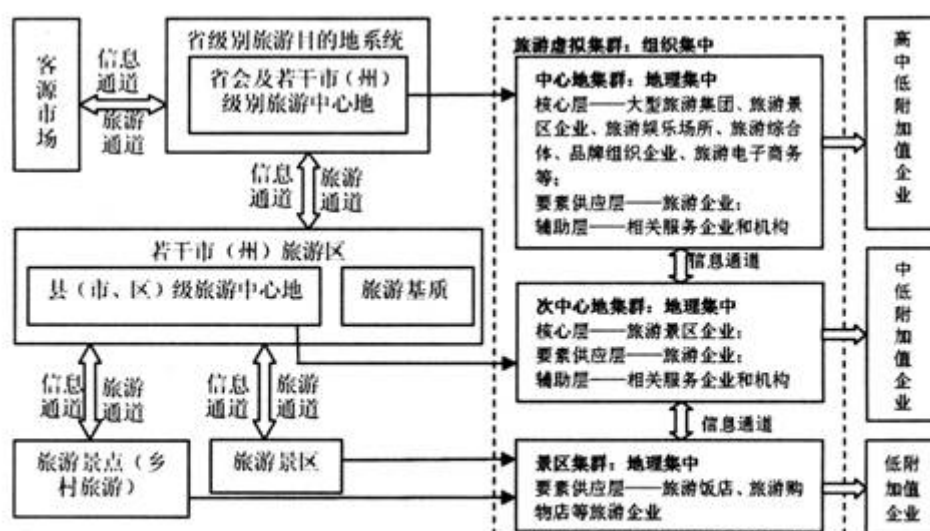 客源市场
信息通道
旅游通道
省级别旅游目的地系统
省会及若干市（州）
级别旅游中心地
信息通道
旅游通道
若干市（州）旅游区
县（市、区）级旅游中心地
旅游基质
信息通道
旅游通道
信息通道
旅游通道
旅游景点（乡
村旅游）
旅游景区
旅游虚拟集群：组织集中
中心地集群：地理集中
核心层——大型旅游集团、旅游景
区企业、旅游娱乐场所、旅游综合
体、品牌组织企业、旅游电子商务
等；
要素供应层——旅游企业；
辅助层——相关服务企业和机构
信息通道
次中心地集群：地理集中
核心层——旅游景区企业；
要素供应层——旅游企业；
辅助层——相关服务企业和机构
信息通道
景区集群：地理集中
要素供应层——旅游饭店、旅游购
物店等旅游企业
高中低附加值企业
中低附加值企业
低附
加值
企业